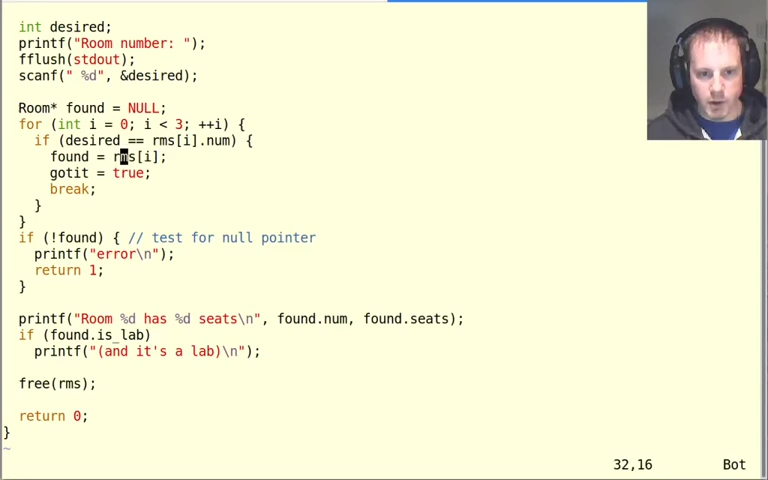 int desired;
printf("Room number: ");
fflush(stdout);
scanf(" %d", &desired);
Room* found = NULL;
for (int i = 0; i < 3; ++i) {
if (desired == rms[i].num) {
found = rms[i];
gotit = true;
break;
}
}
if (!found) { // test for null pointer
printf("error\n");
return 1;
}
printf("Room %d has %d seats\n", found.num, found.seats);
if (found.is_lab)
printf("(and it's a lab)\n");
free(rms);
return 0;
}
~
32,16 Bot